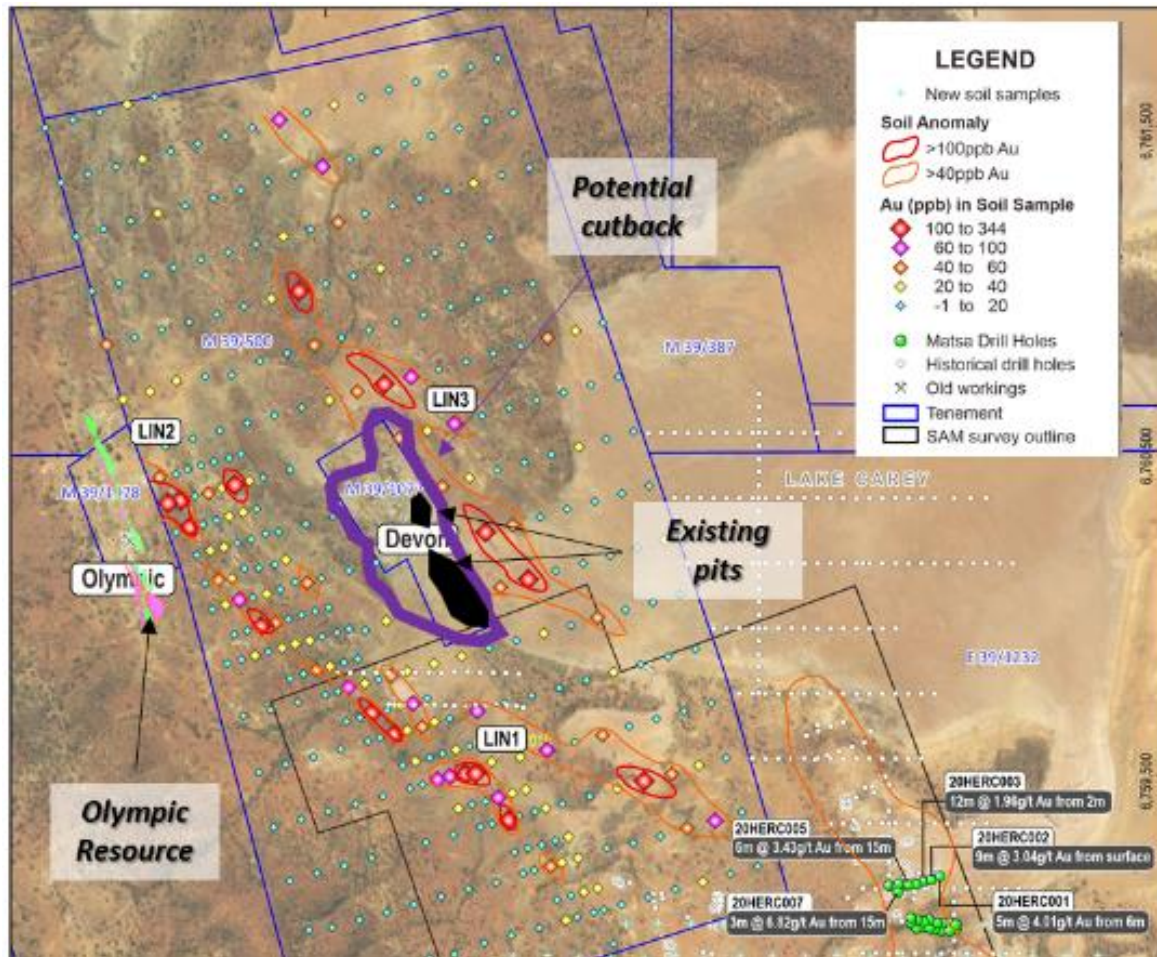 LEGEND
New soil samples
Soil Anomaly
>100ppb Au
>40ppb Au
Au (ppb) in Soil Sample
100 to 344
60 to 100
40 to 60
20 to 40
-1 to 20
Matsa Drill Holes
Historical drill holes
Old workings
Tenement
SAM survey outline
6,761,500
Potential
cutback
M 39/500
M 39/387
LIN3
LIN2
6,760,500
LAKE CAREY
Devon
Existing
pits
Olympic
E 39/1232
LIN1
Olympic
Resource
6,759,500
20HERC003
12m @ 1.96g/t Au from 2m
20HERC005
6m @ 3.43g/t Au from 15m
20HERC002
9m @ 3.04g/t Au from surface
20HERC007
3m @ 6.82g/t Au from 15m
20HERC001
5m @ 4.01g/t Au from 6m